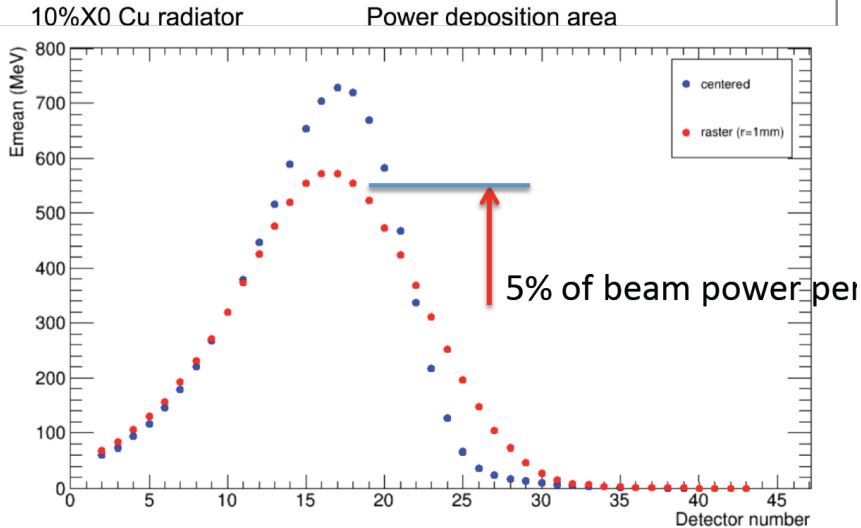 10%X0 Cu radiator Power deposition area
Emean (MeV)
800
700
600
500
400
300
200
100
0
centered
raster (r=1mm)
5% of beam power per
0 5 10 15 20 25 30 35 40 45
Detector number